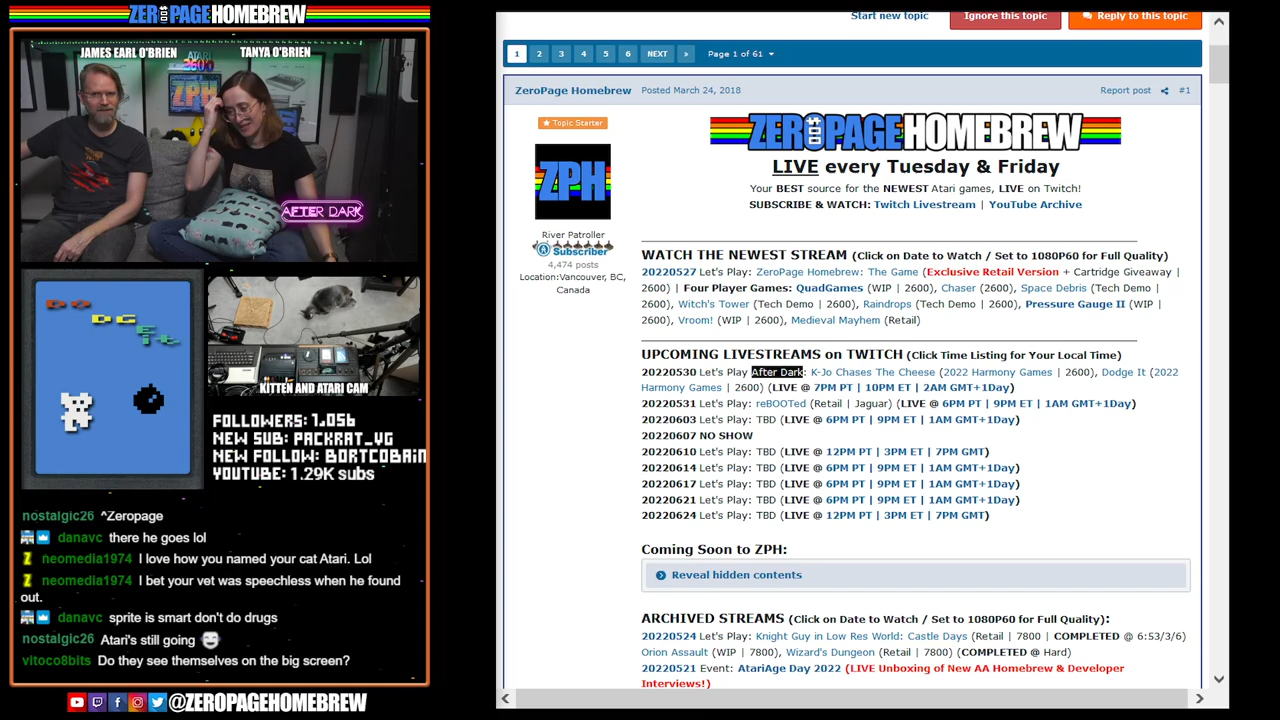 ZEROPAGE HOMEBREW
JAMES EARL O'BRIEN
TANYA O'BRIEN
ATARI
2600
ZPH
AFTER DARK
DO
DGE
It
KITTEN AND ATARI CAM
FOLLOWERS: 1,056
NEW SUB: PACKRAT_VG
NEW FOLLOW: BORTCOBAIN
YOUTUBE: 1.29K subs
nostalgic26 ^Zeropage
danavc there he goes lol
neomedia1974 I love how you named your cat Atari. Lol
neomedia1974 I bet your vet was speechless when he found
out.
danavc sprite is smart don't do drugs
nostalgic26 Atari's still going
vitoco8bits Do they see themselves on the big screen?
@ZEROPAGEHOMEBREW
Start new topic
Ignore this topic
Reply to this topic
1 2 3 4 5 6 NEXT » Page 1 of 61
ZeroPage Homebrew Posted March 24, 2018 Report post #1
Topic Starter
ZPH
River Patroller
Subscriber
4,474 posts
Location:Vancouver, BC,
Canada
ZEROPAGE HOMEBREW
LIVE every Tuesday & Friday
Your BEST source for the NEWEST Atari games, LIVE on Twitch!
SUBSCRIBE & WATCH: Twitch Livestream | YouTube Archive
WATCH THE NEWEST STREAM (Click on Date to Watch / Set to 1080P60 for Full Quality)
20220527 Let's Play: ZeroPage Homebrew: The Game (Exclusive Retail Version + Cartridge Giveaway |
2600) | Four Player Games: QuadGames (WIP | 2600), Chaser (2600), Space Debris (Tech Demo |
2600), Witch's Tower (Tech Demo | 2600), Raindrops (Tech Demo | 2600), Pressure Gauge II (WIP |
2600), Vroom! (WIP | 2600), Medieval Mayhem (Retail)
UPCOMING LIVESTREAMS on TWITCH (Click Time Listing for Your Local Time)
20220530 Let's Play After Dark: K-Jo Chases The Cheese (2022 Harmony Games | 2600), Dodge It (2022
Harmony Games | 2600) (LIVE @ 7PM PT | 10PM ET | 2AM GMT+1Day)
20220531 Let's Play: reBOOTed (Retail | Jaguar) (LIVE @ 6PM PT | 9PM ET | 1AM GMT+1Day)
20220603 Let's Play: TBD (LIVE @ 6PM PT | 9PM ET | 1AM GMT+1Day)
20220607 NO SHOW
20220610 Let's Play: TBD (LIVE @ 12PM PT | 3PM ET | 7PM GMT)
20220614 Let's Play: TBD (LIVE @ 6PM PT | 9PM ET | 1AM GMT+1Day)
20220617 Let's Play: TBD (LIVE @ 6PM PT | 9PM ET | 1AM GMT+1Day)
20220621 Let's Play: TBD (LIVE @ 6PM PT | 9PM ET | 1AM GMT+1Day)
20220624 Let's Play: TBD (LIVE @ 12PM PT | 3PM ET | 7PM GMT)
Coming Soon to ZPH:
Reveal hidden contents
ARCHIVED STREAMS (Click on Date to Watch / Set to 1080P60 for Full Quality):
20220524 Let's Play: Knight Guy in Low Res World: Castle Days (Retail | 7800 | COMPLETED @ 6:53/3/6)
Orion Assault (WIP | 7800), Wizard's Dungeon (Retail | 7800) (COMPLETED @ Hard)
20220521 Event: AtariAge Day 2022 (LIVE Unboxing of New AA Homebrew & Developer
Interviews!)